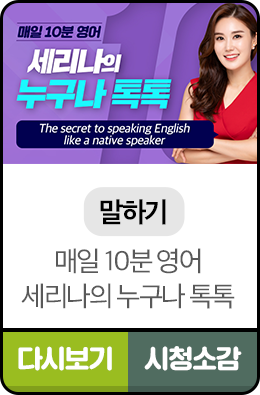 매일 10분 영어
세리나의
누구나 톡톡
The secret to speaking English
like a native speaker
말하기
매일 10분 영어
세리나의 누구나 톡톡
다시보기 시청소감